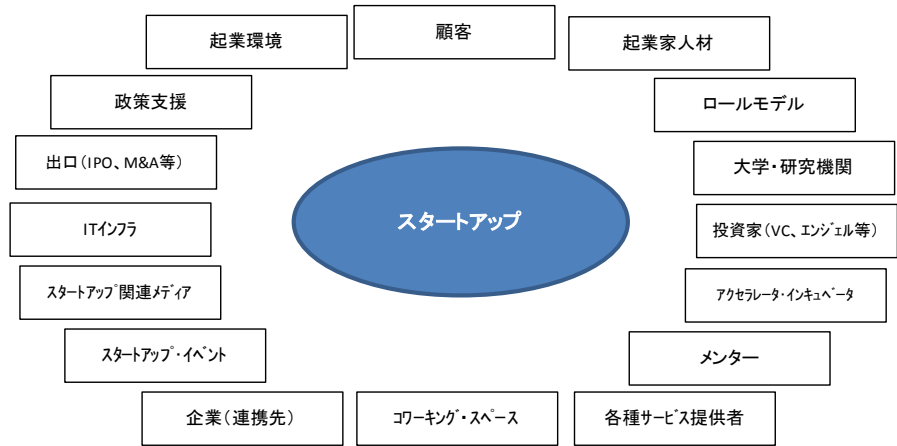 顧客
起業環境
起業家人材
政策支援
ロールモデル
出口（IPO、M&A等）
大学・研究機関
スタートアップ
ITインフラ
投資家（VC、ｴﾝｼﾞｪﾙ等）
ｽﾀｰﾄｱｯﾌﾟ関連ﾒﾃﾞｨｱ
ｱｸｾﾗﾚｰﾀ・ｲﾝｷｭﾍﾞｰﾀ
ｽﾀｰﾄｱｯﾌﾟ・ｲﾍﾞﾝﾄ
メンター
企業（連携先）
ｺﾜｰｷﾝｸﾞ・ｽﾍﾟｰｽ
各種サービス提供者